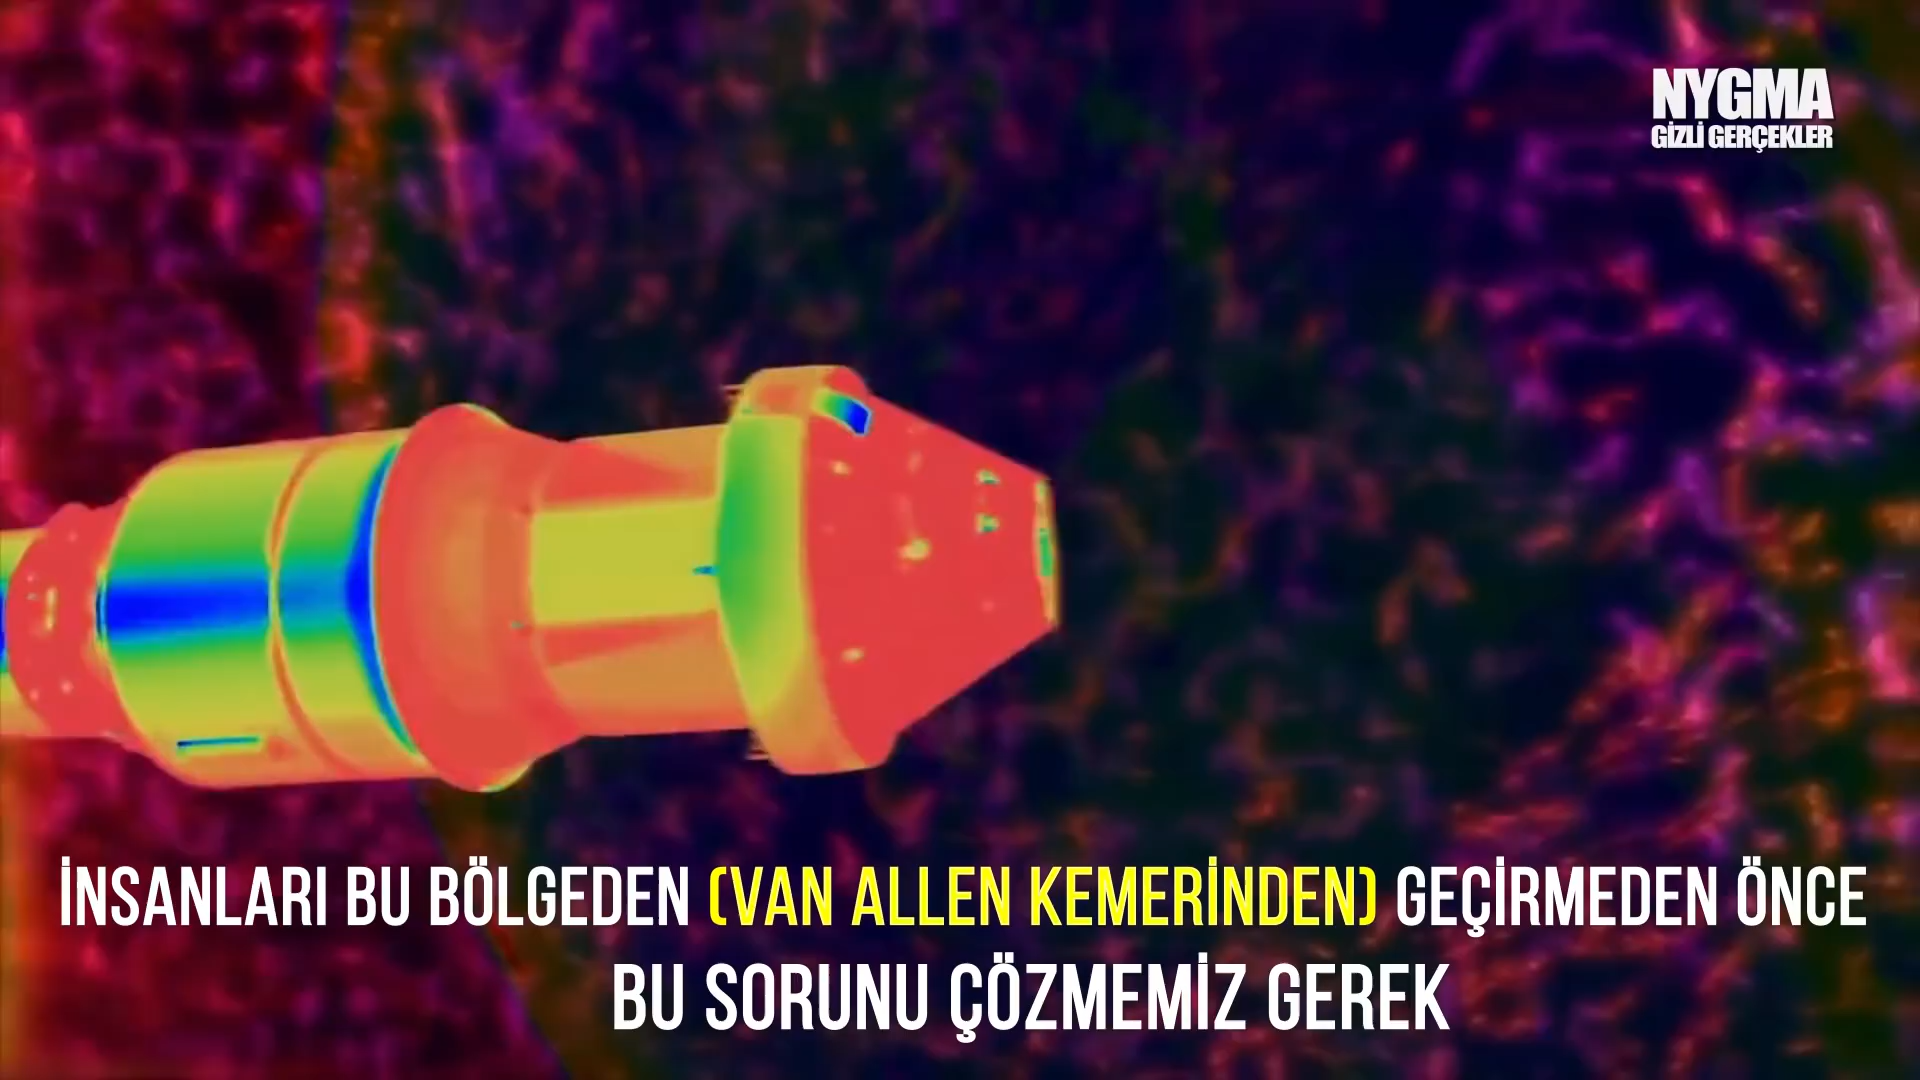 NYGMA
GİZLİ GERÇEKLER
İNSANLARI BU BÖLGEDEN (VAN ALLEN KEMERİNDEN) GEÇİRMEDEN ÖNCE
BU SORUNU ÇÖZMEMİZ GEREK